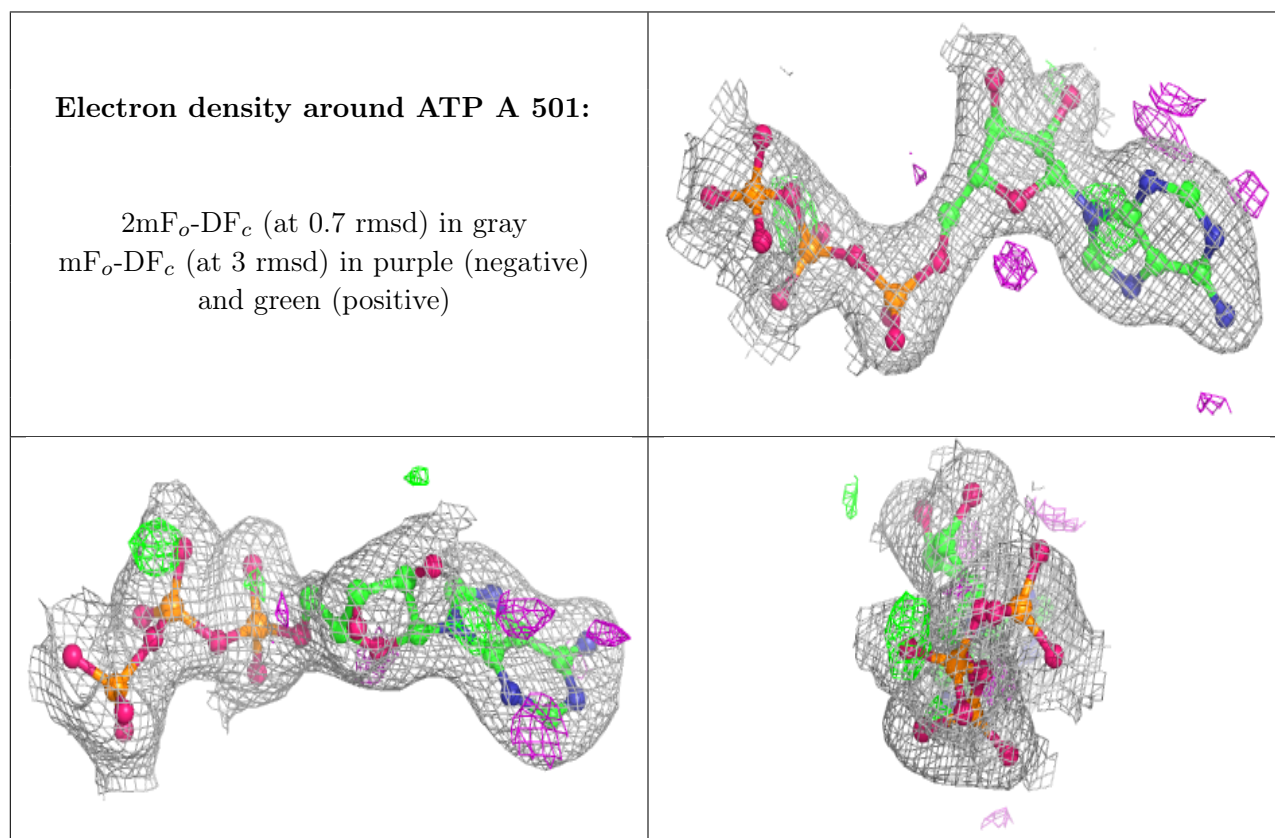 Electron density around ATP A 501:
2mFo-DFc (at 0.7 rmsd) in gray
mFo-DFc (at 3 rmsd) in purple (negative)
and green (positive)